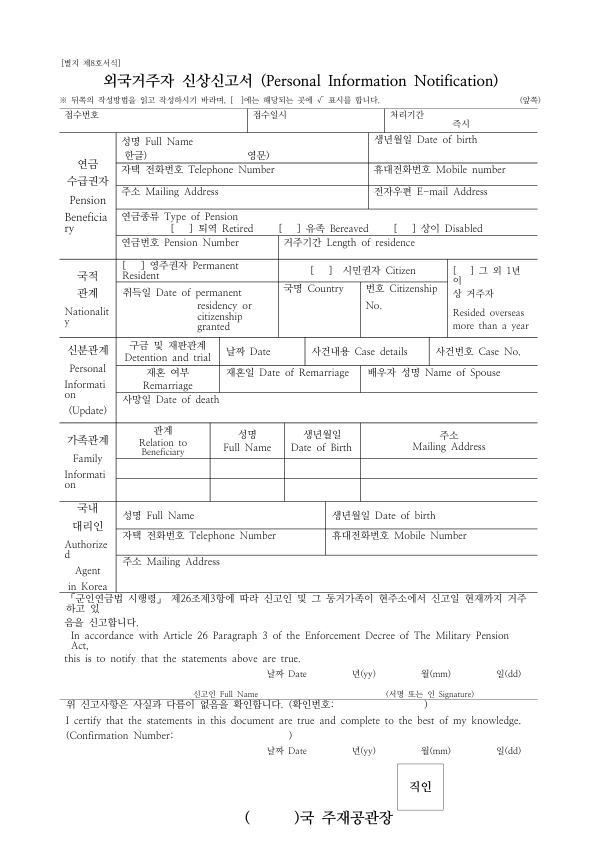 [별지 제8호서식]
외국거주자 신상신고서 (Personal Information Notification)
※ 뒤쪽의 작성방법을 읽고 작성하시기 바라며, [ ]에는 해당되는 곳에 √ 표시를 합니다. (앞쪽)
접수번호 접수일시 처리기간
즉시
연금
수급권자
Pension
Beneficia
ry
성명 Full Name 생년월일 Date of birth
한글) 영문)
자택 전화번호 Telephone Number 휴대전화번호 Mobile number
주소 Mailing Address 전자우편 E-mail Address
연금종류 Type of Pension
[ ] 퇴역 Retired [ ] 유족 Bereaved [ ] 상이 Disabled
연금번호 Pension Number 거주기간 Length of residence
국적
관계
Nationalit
y
[ ] 영주권자 Permanent
Resident
[ ] 시민권자 Citizen
[ ] 그 외 1년
이
상 거주자
Resided overseas
more than a year
취득일 Date of permanent
residency or
citizenship
granted
국명 Country
번호 Citizenship
No.
신분관계
Personal
Informati
on
(Update)
구금 및 재판관계
Detention and trial
날짜 Date 사건내용 Case details 사건번호 Case No.
재혼 여부
Remarriage
재혼일 Date of Remarriage 배우자 성명 Name of Spouse
사망일 Date of death
가족관계
Family
Informati
on
관계
Relation to
Beneficiary
성명
Full Name
생년월일
Date of Birth
주소
Mailing Address
국내
대리인
Authorize
d
Agent
in Korea
성명 Full Name 생년월일 Date of birth
자택 전화번호 Telephone Number 휴대전화번호 Mobile Number
주소 Mailing Address
「군인연금법 시행령」 제26조제3항에 따라 신고인 및 그 동거가족이 현주소에서 신고일 현재까지 거주
하고 있
음을 신고합니다.
In accordance with Article 26 Paragraph 3 of the Enforcement Decree of The Military Pension
Act,
this is to notify that the statements above are true.
날짜 Date 년(yy) 월(mm) 일(dd)
신고인 Full Name (서명 또는 인 Signature)
위 신고사항은 사실과 다름이 없음을 확인합니다. (확인번호: )
I certify that the statements in this document are true and complete to the best of my knowledge.
(Confirmation Number: )
날짜 Date 년(yy) 월(mm) 일(dd)
직인
( )국 주재공관장